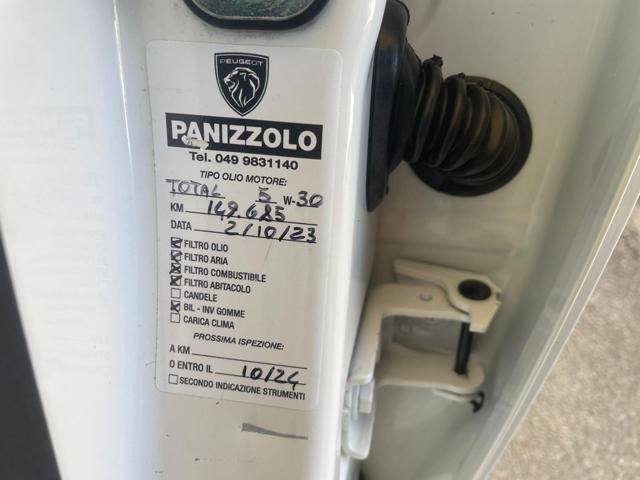 PEUGEOT
PANIZZOLO
Tel. 049 9831140
TIPO OLIO MOTORE:
TOTAL 5 W-30
KM 149.685
DATA 2/10/23
FILTRO OLIO
FILTRO ARIA
FILTRO COMBUSTIBILE
FILTRO ABITACOLO
CANDELE
BIL - INV GOMME
CARICA CLIMA
PROSSIMA ISPEZIONE:
A KM
O ENTRO IL 10/24
SECONDO INDICAZIONE STRUMENTI